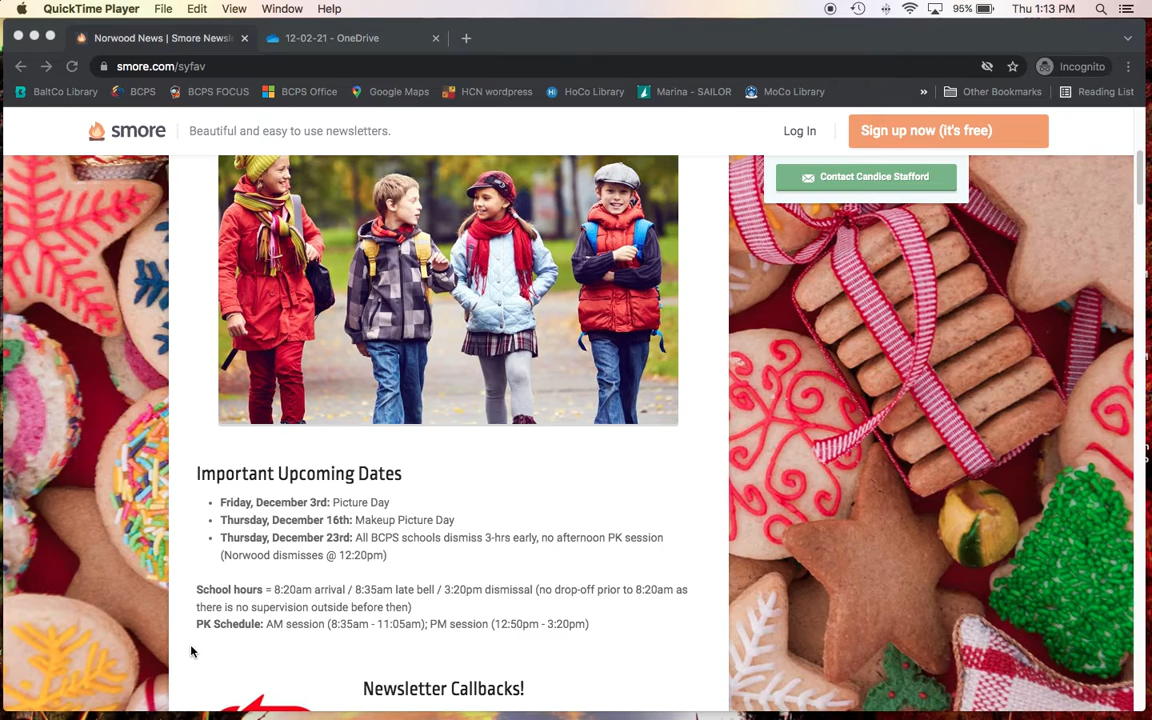 QuickTime Player File Edit View Window Help 95% Thu 1:13 PM
Norwood News | Smore Newsl 12-02-21 - OneDrive
smore.com/syfav Incognito
BaltCo Library BCPS BCPS FOCUS BCPS Office Google Maps HCN wordpress HoCo Library Marina - SAILOR MoCo Library » Other Bookmarks Reading List
smore Beautiful and easy to use newsletters. Log In Sign up now (it's free)
Contact Candice Stafford
Important Upcoming Dates
• Friday, December 3rd: Picture Day
• Thursday, December 16th: Makeup Picture Day
• Thursday, December 23rd: All BCPS schools dismiss 3-hrs early, no afternoon PK session
(Norwood dismisses @ 12:20pm)
School hours = 8:20am arrival / 8:35am late bell / 3:20pm dismissal (no drop-off prior to 8:20am as
there is no supervision outside before then)
PK Schedule: AM session (8:35am - 11:05am); PM session (12:50pm - 3:20pm)
Newsletter Callbacks!